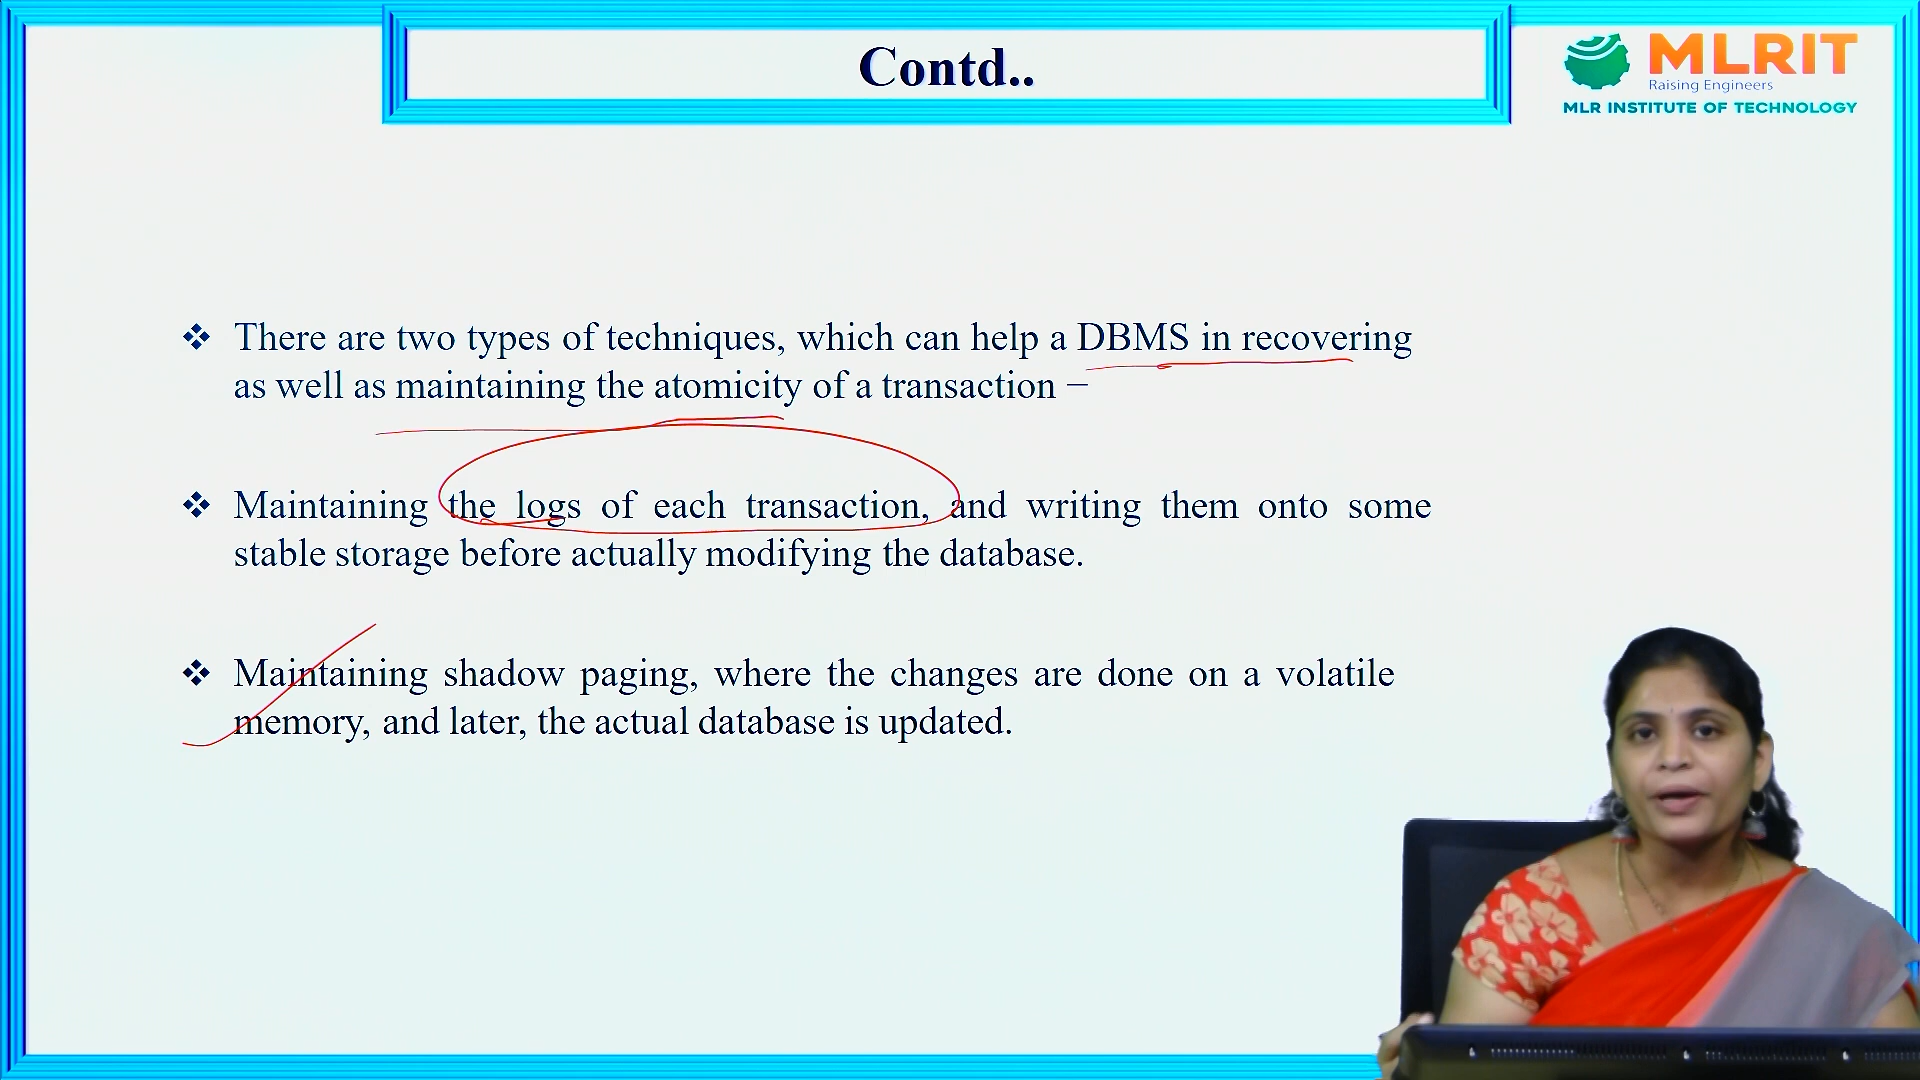 Contd..
MLRIT
Raising Engineers
MLR INSTITUTE OF TECHNOLOGY
There are two types of techniques, which can help a DBMS in recovering
as well as maintaining the atomicity of a transaction −
Maintaining the logs of each transaction, and writing them onto some
stable storage before actually modifying the database.
Maintaining shadow paging, where the changes are done on a volatile
memory, and later, the actual database is updated.